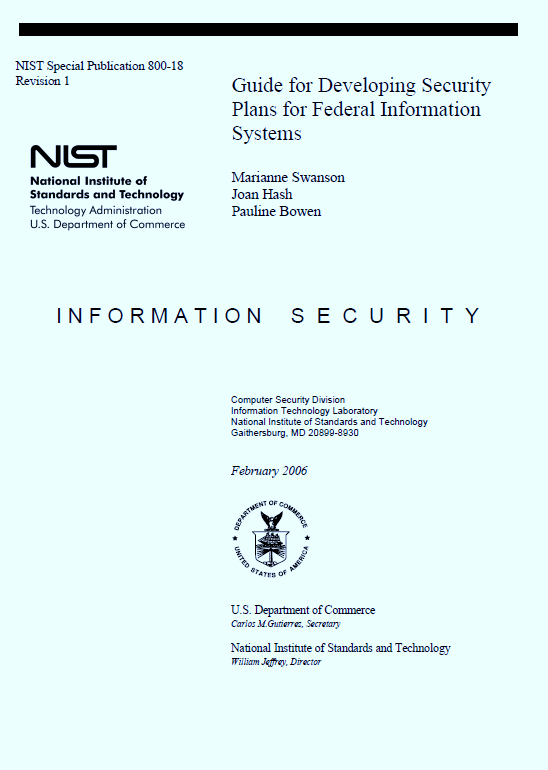 NIST Special Publication 800-18
Revision 1
Guide for Developing Security
Plans for Federal Information
Systems
Marianne Swanson
Joan Hash
Pauline Bowen
NIST
National Institute of
Standards and Technology
Technology Administration
U.S. Department of Commerce
INFORMATION SECURITY
Computer Security Division
Information Technology Laboratory
National Institute of Standards and Technology
Gaithersburg, MD 20899-8930
February 2006
DEPARTMENT OF COMMERCE
UNITED STATES OF AMERICA
U.S. Department of Commerce
Carlos M.Gutierres, Secretary
National Institute of Standards and Technology
William Jeffrey, Director